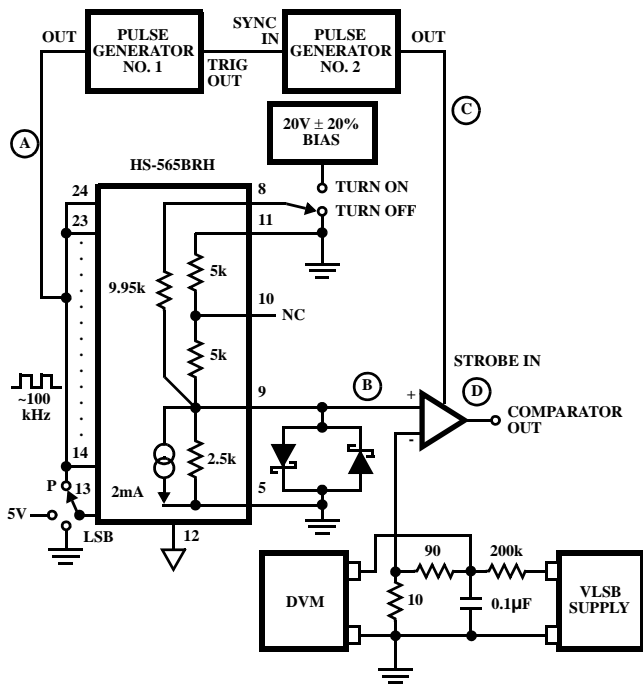 OUT
PULSE
GENERATOR
NO. 1
TRIG
OUT
SYNC
IN
PULSE
GENERATOR
NO. 2
OUT
A
C
20V ± 20%
BIAS
TURN ON
TURN OFF
HS-565BRH
24
23
8
11
5k
9.95k
10
NC
5k
9
B
STROBE IN
D
+
-
COMPARATOR
OUT
~100
kHz
14
P
13
5V
LSB
2mA
2.5k
5
12
DVM
90
200k
10
0.1µF
VLSB
SUPPLY